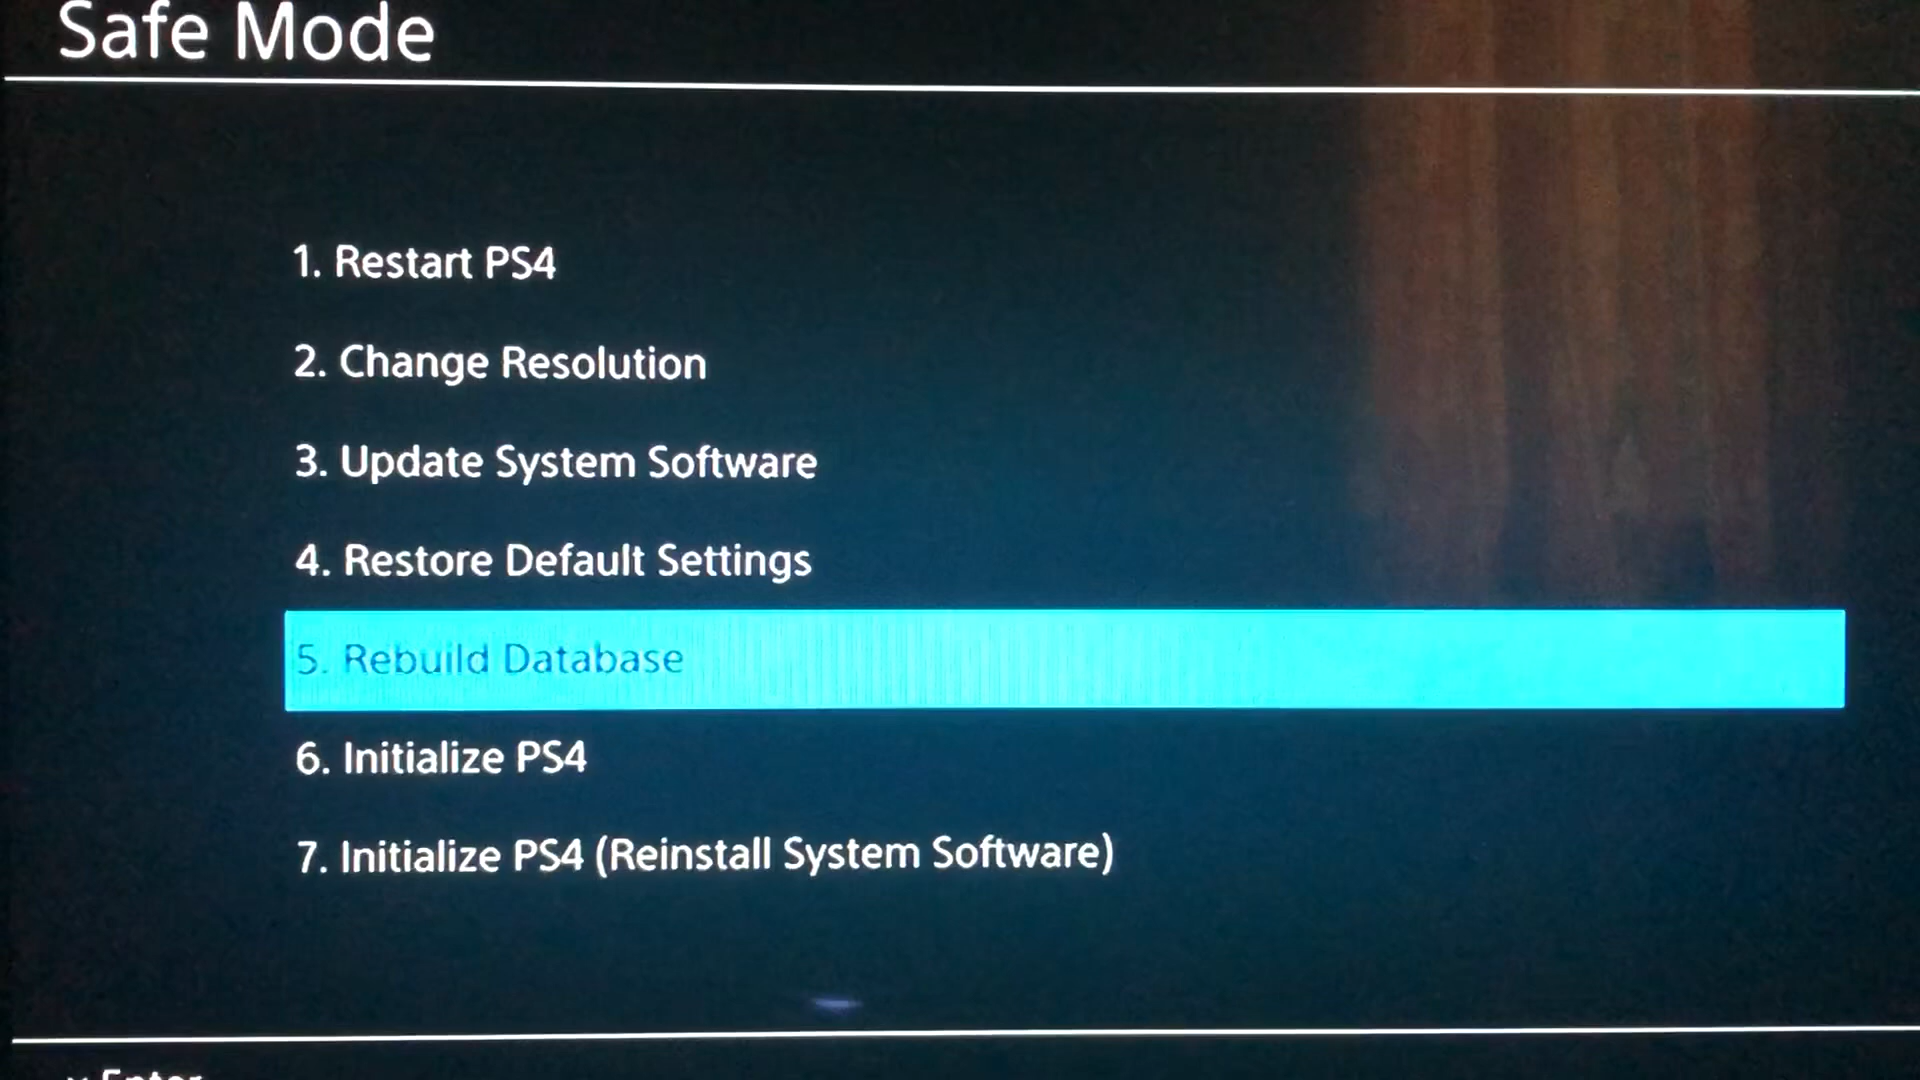 Safe Mode
1. Restart PS4
2. Change Resolution
3. Update System Software
4. Restore Default Settings
5. Rebuild Database
6. Initialize PS4
7. Initialize PS4 (Reinstall System Software)
Enter